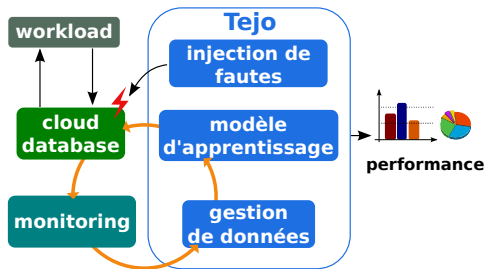 workload
Tejo
injection de
fautes
cloud
database
modèle
d'apprentissage
performance
monitoring
gestion
de données